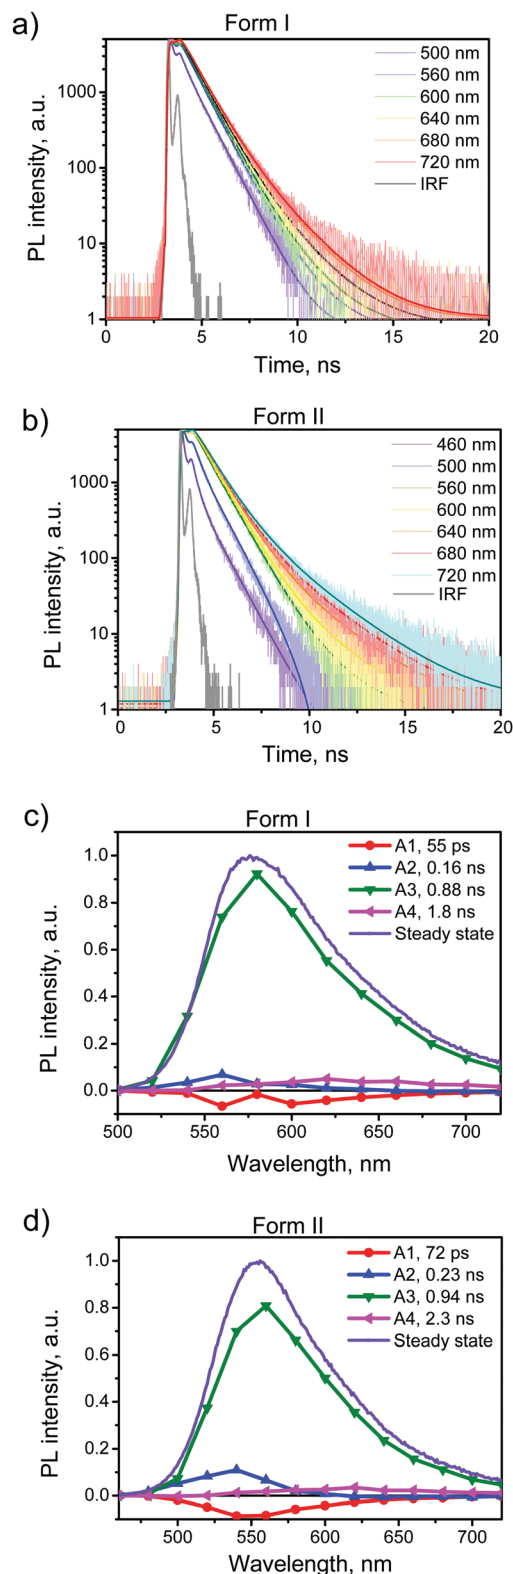 a)
Form I
PL intensity, a.u.
1000
100
10
1
500 nm
560 nm
600 nm
640 nm
680 nm
720 nm
IRF
0 5 10 15 20
Time, ns
b)
Form II
PL intensity, a.u.
1000
100
10
1
460 nm
500 nm
560 nm
600 nm
640 nm
680 nm
720 nm
IRF
0 5 10 15 20
Time, ns
c)
Form I
PL intensity, a.u.
1.0
0.8
0.6
0.4
0.2
0.0
A1, 55 ps
A2, 0.16 ns
A3, 0.88 ns
A4, 1.8 ns
Steady state
500 550 600 650 700
Wavelength, nm
d)
Form II
PL intensity, a.u.
1.0
0.8
0.6
0.4
0.2
0.0
A1, 72 ps
A2, 0.23 ns
A3, 0.94 ns
A4, 2.3 ns
Steady state
500 550 600 650 700
Wavelength, nm